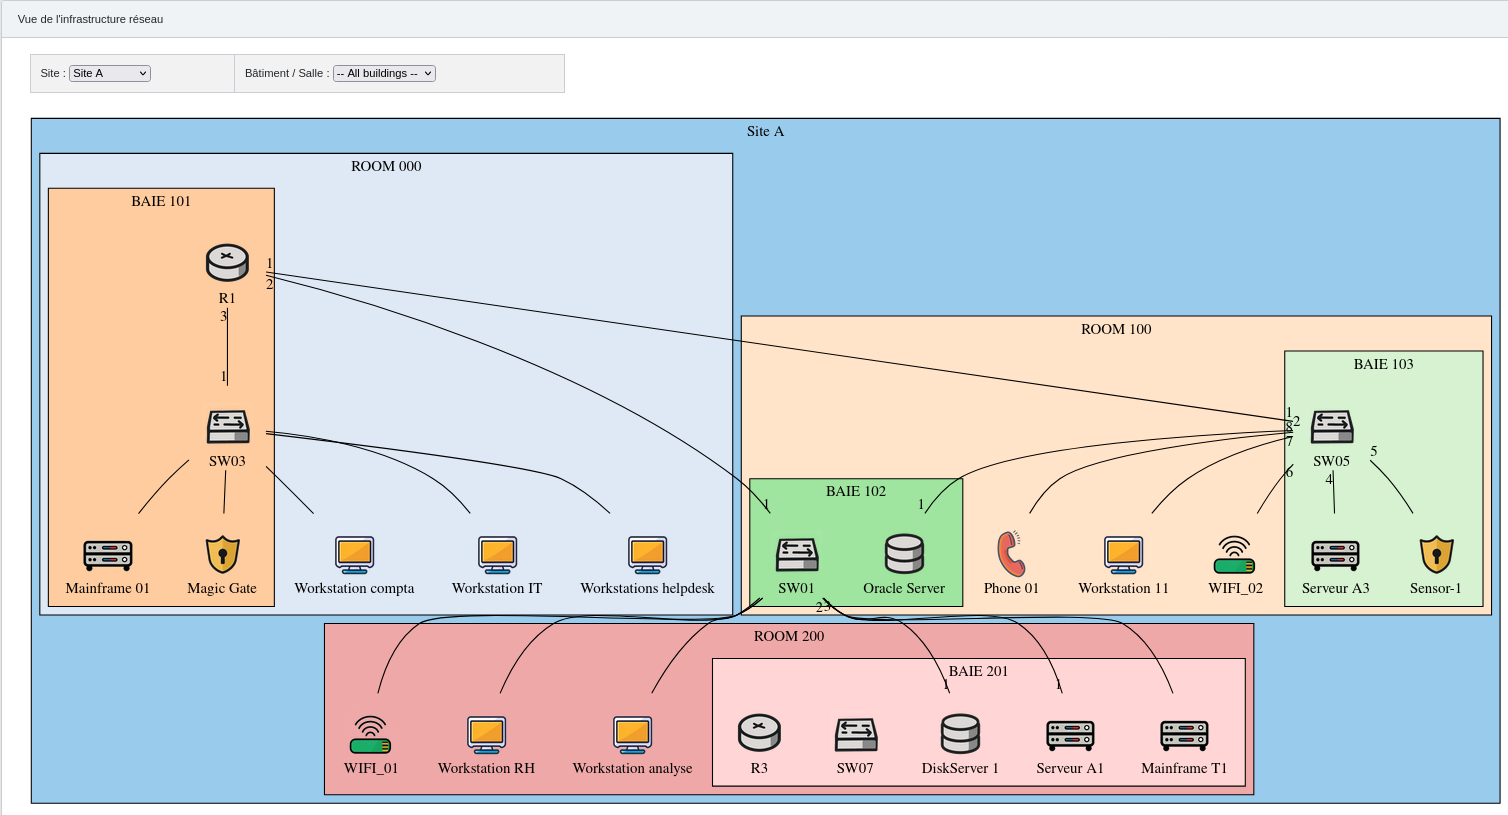 Vue de l'infrastructure réseau
Site : Site A
Bâtiment / Salle : -- All buildings --
Site A
ROOM 000
BAIE 101
R1
1
2
3
1
SW03
Mainframe 01
Magic Gate
Workstation compta
Workstation IT
Workstations helpdesk
ROOM 100
BAIE 103
1
2
8
7
6
SW05
4
5
BAIE 102
1
1
SW01
Oracle Server
Phone 01
Workstation 11
WIFI_02
Serveur A3
Sensor-1
2
3
ROOM 200
BAIE 201
1
1
WIFI_01
Workstation RH
Workstation analyse
R3
SW07
DiskServer 1
Serveur A1
Mainframe T1